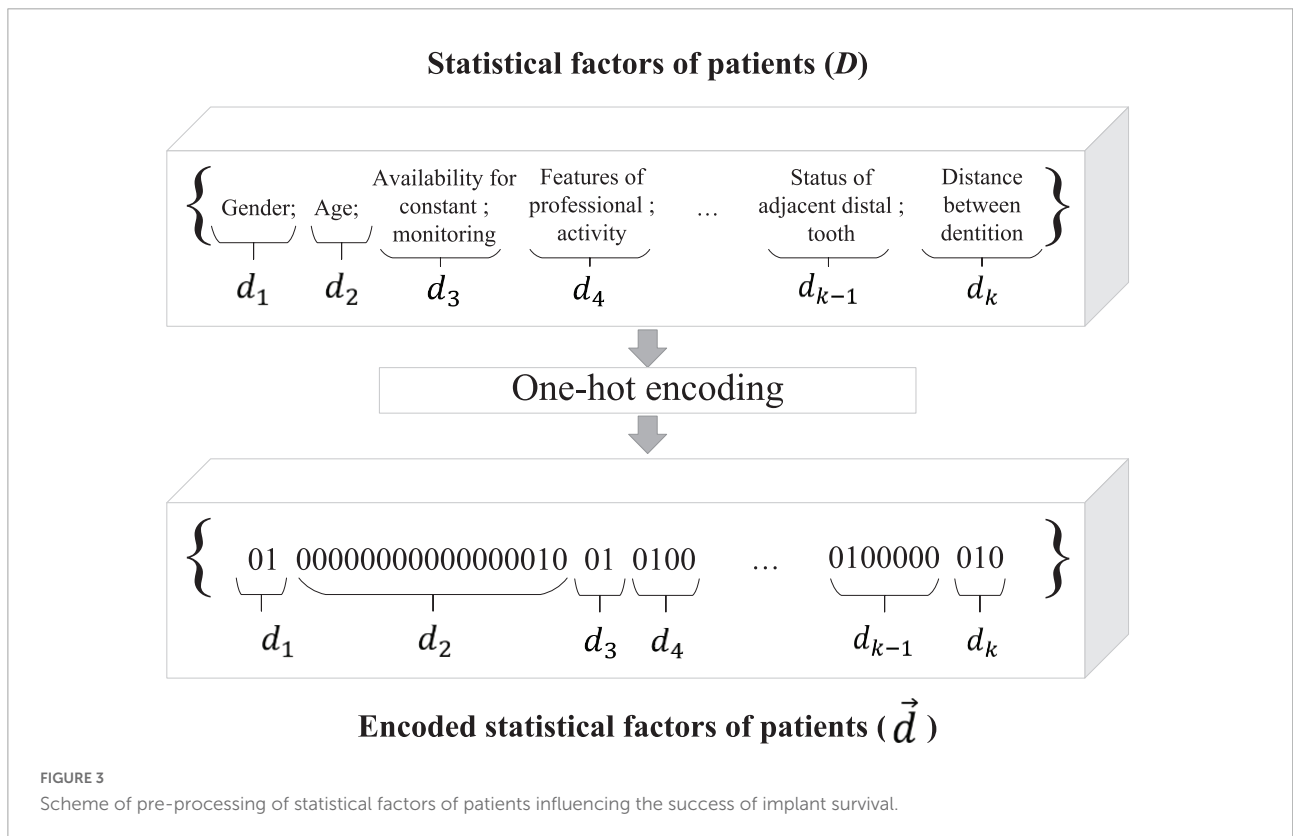 Statistical factors of patients (D)
{ Gender; Age; Availability for constant ; monitoring Features of professional ; activity … Status of adjacent distal ; tooth Distance between dentition }
d₁ d₂ d₃ d₄ dₖ₋₁ dₖ
One-hot encoding
{ 01 00000000000000010 01 0100 … 0100000 010 }
d₁ d₂ d₃ d₄ dₖ₋₁ dₖ
Encoded statistical factors of patients ( d⃗ )
FIGURE 3
Scheme of pre-processing of statistical factors of patients influencing the success of implant survival.